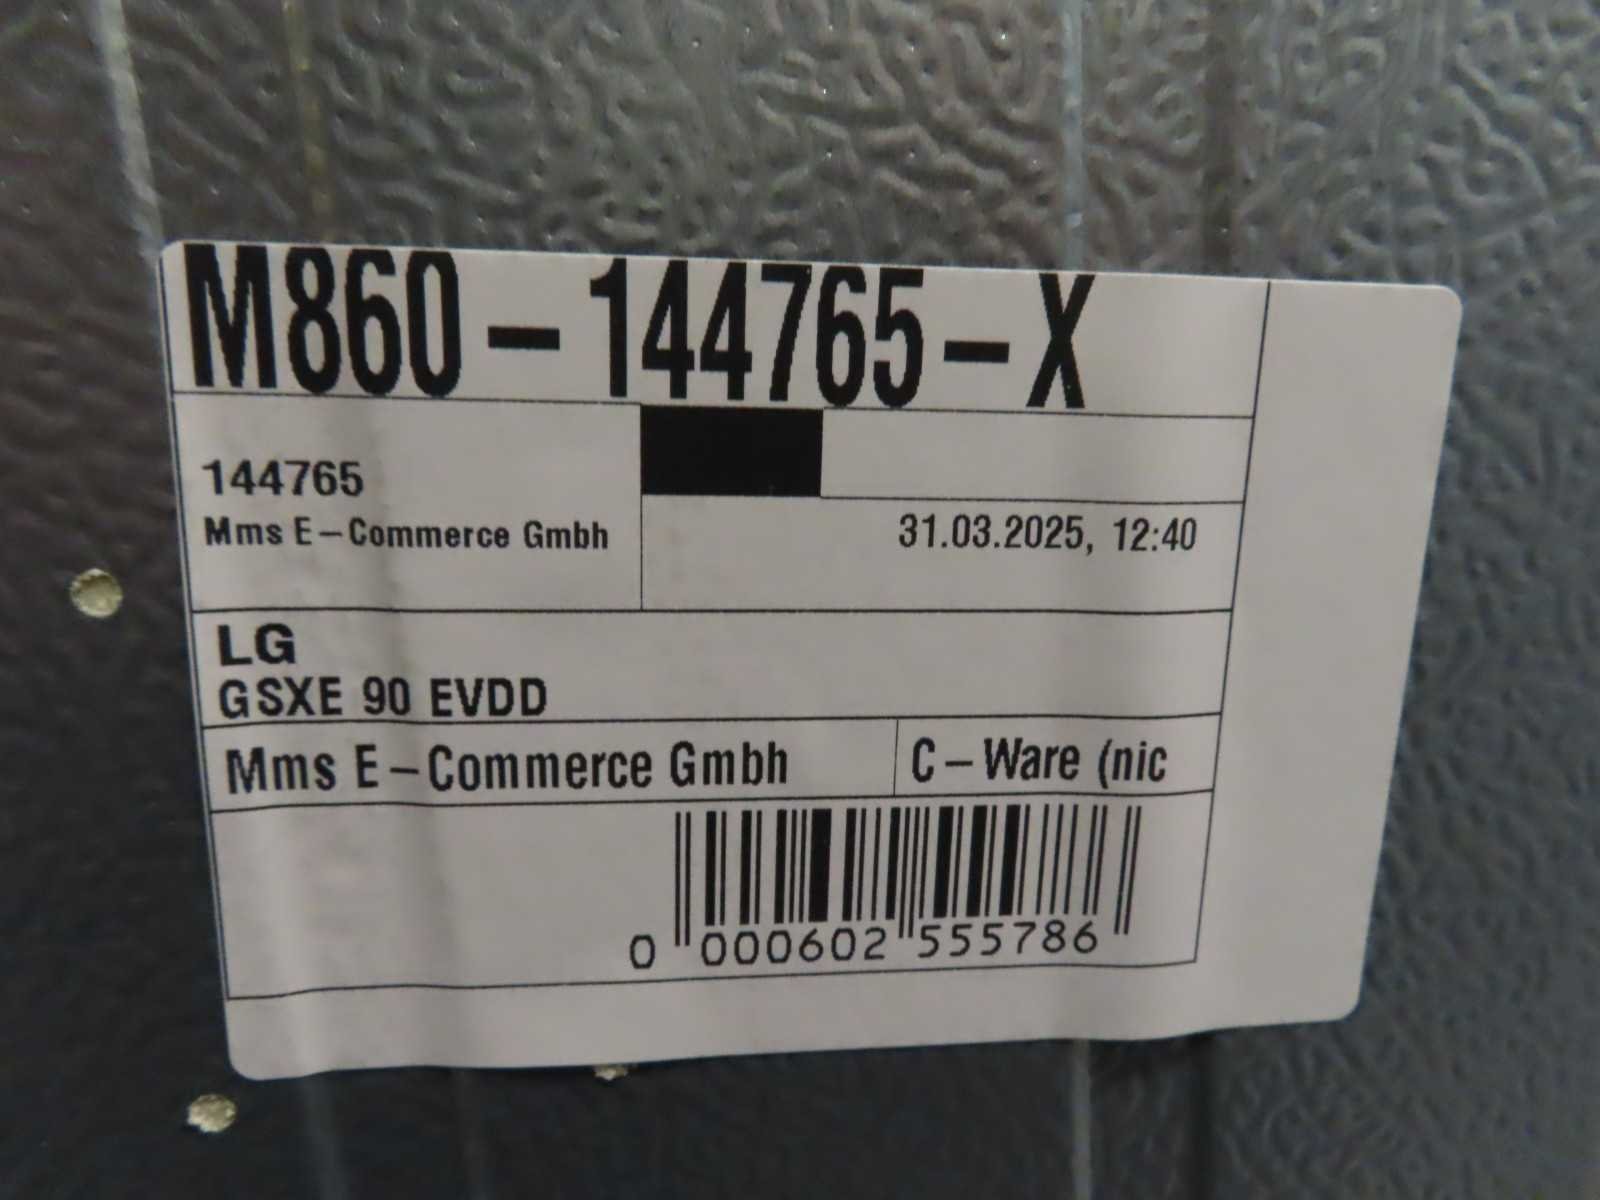 M860-144765-X
144765
Mms E-Commerce Gmbh
31.03.2025, 12:40
LG
GSXE 90 EVDD
Mms E-Commerce Gmbh
C-Ware (nic
0 000602 555786